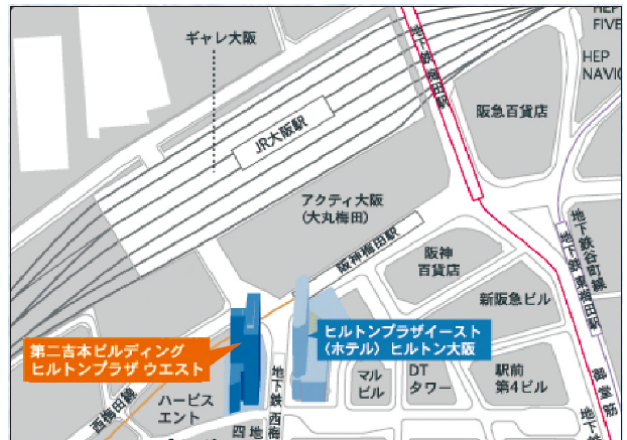 ギャレ大阪
HEP
FIVE
HEP
NAVIO
地下鉄梅田駅
阪急百貨店
JR大阪駅
アクティ大阪
(大丸梅田)
阪神梅田駅
阪神
百貨店
地下鉄谷町線
地下鉄東梅田駅
新阪急ビル
第二吉本ビルディング
ヒルトンプラザ ウエスト
ヒルトンプラザイースト
(ホテル) ヒルトン大阪
西梅田線
ハービス
エント
地下鉄 西梅
四
地
マル
ビル
DT
タワー
駅前
第4ビル
御堂筋